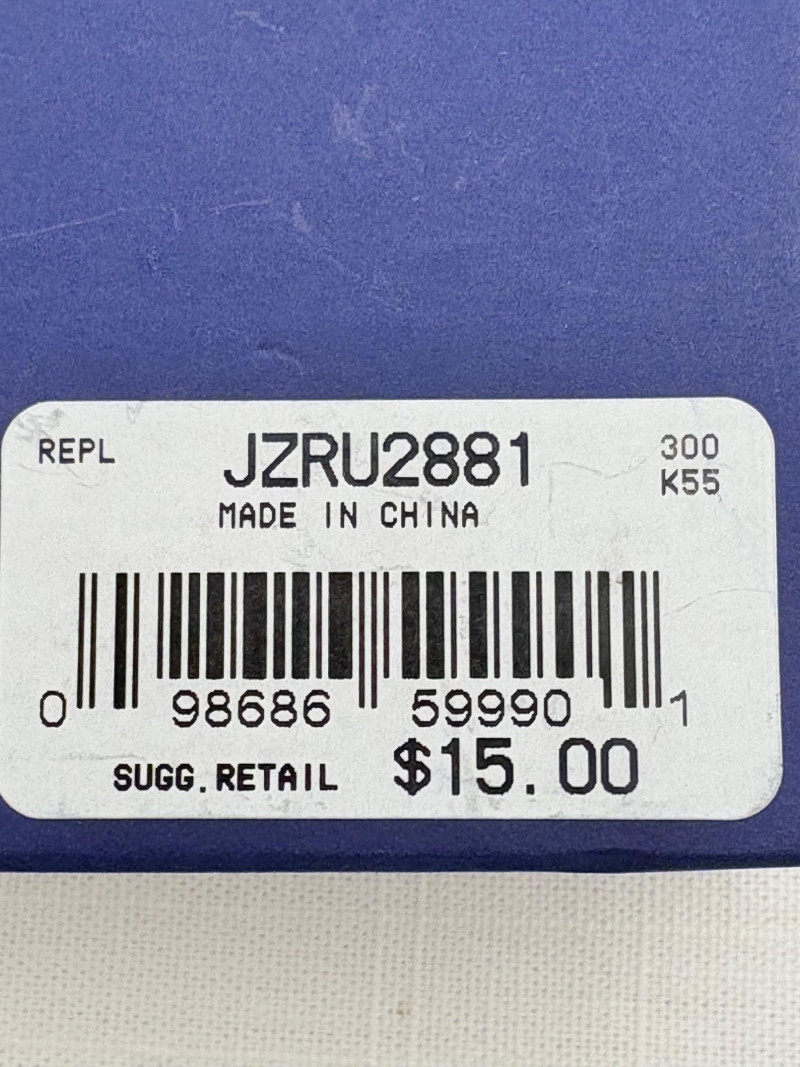 REPL JZRU2881 300
K55
MADE IN CHINA
0 98686 59990 1
SUGG. RETAIL $15.00